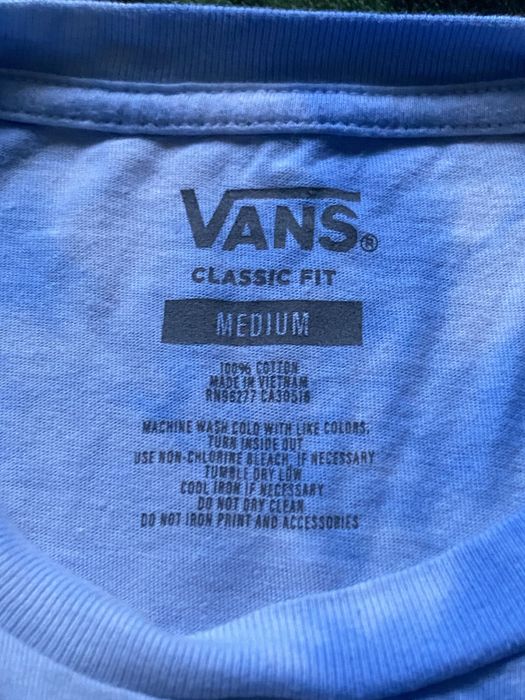 VANS®
CLASSIC FIT
MEDIUM
100% COTTON
MADE IN VIETNAM
RN96277 CA30516
MACHINE WASH COLD WITH LIKE COLORS,
TURN INSIDE OUT
USE NON-CHLORINE BLEACH, IF NECESSARY
TUMBLE DRY LOW
COOL IRON IF NECESSARY
DO NOT DRY CLEAN
DO NOT IRON PRINT AND ACCESSORIES